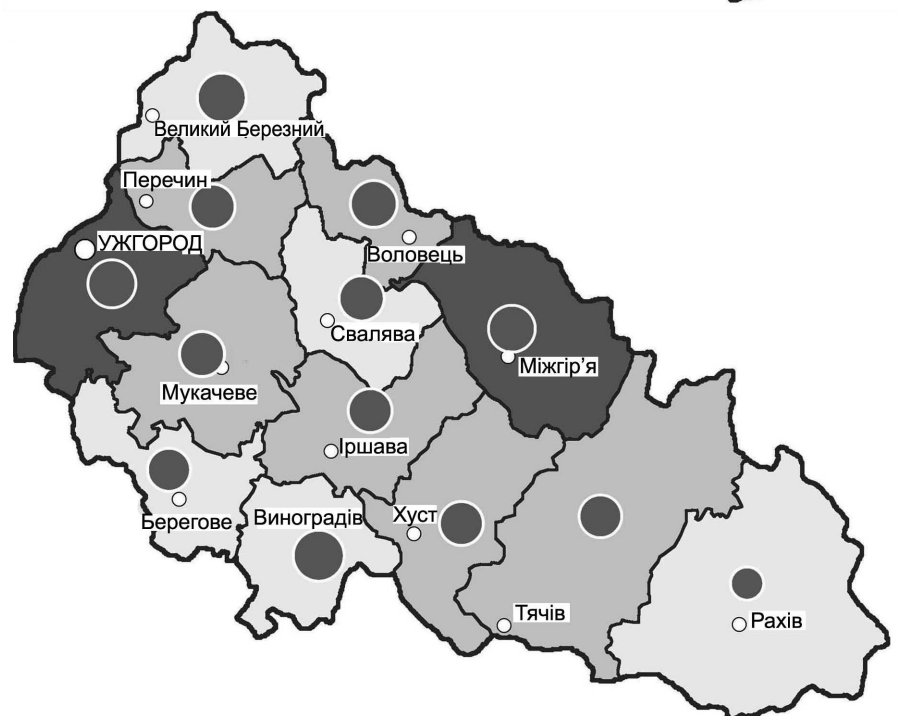 Великий Березний
Перечин
УЖГОРОД
Воловець
Свалява
Міжгір’я
Мукачеве
Іршава
Берегове
Виноградів
Хуст
Тячів
Рахів